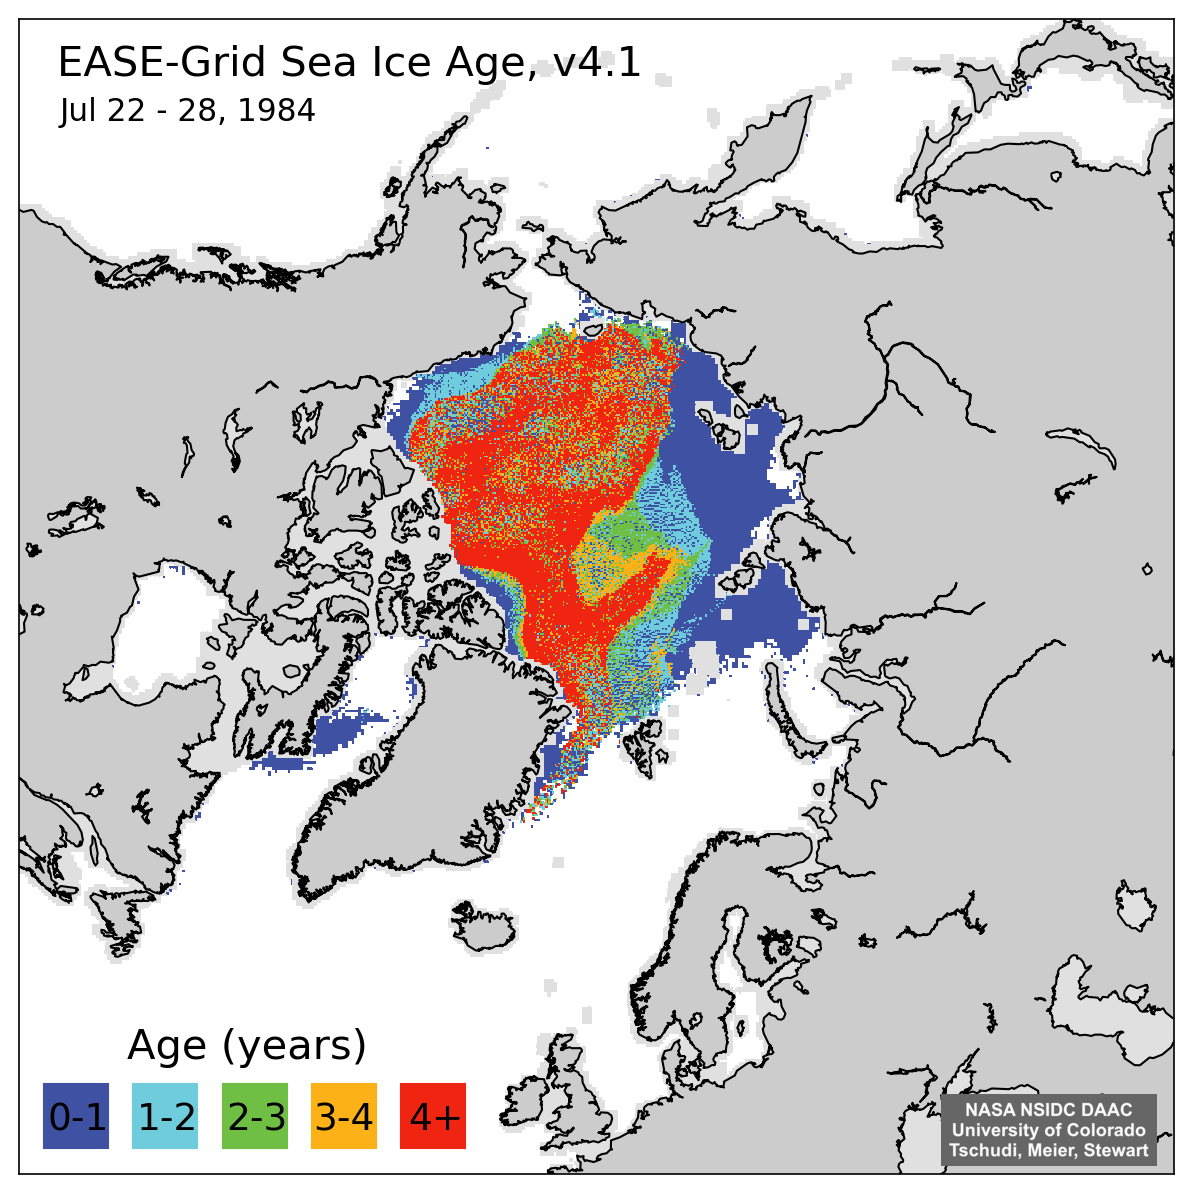 EASE-Grid Sea Ice Age, v4.1
Jul 22 - 28, 1984
Age (years)
0-1 1-2 2-3 3-4 4+
NASA NSIDC DAAC
University of Colorado
Tschudi, Meier, Stewart